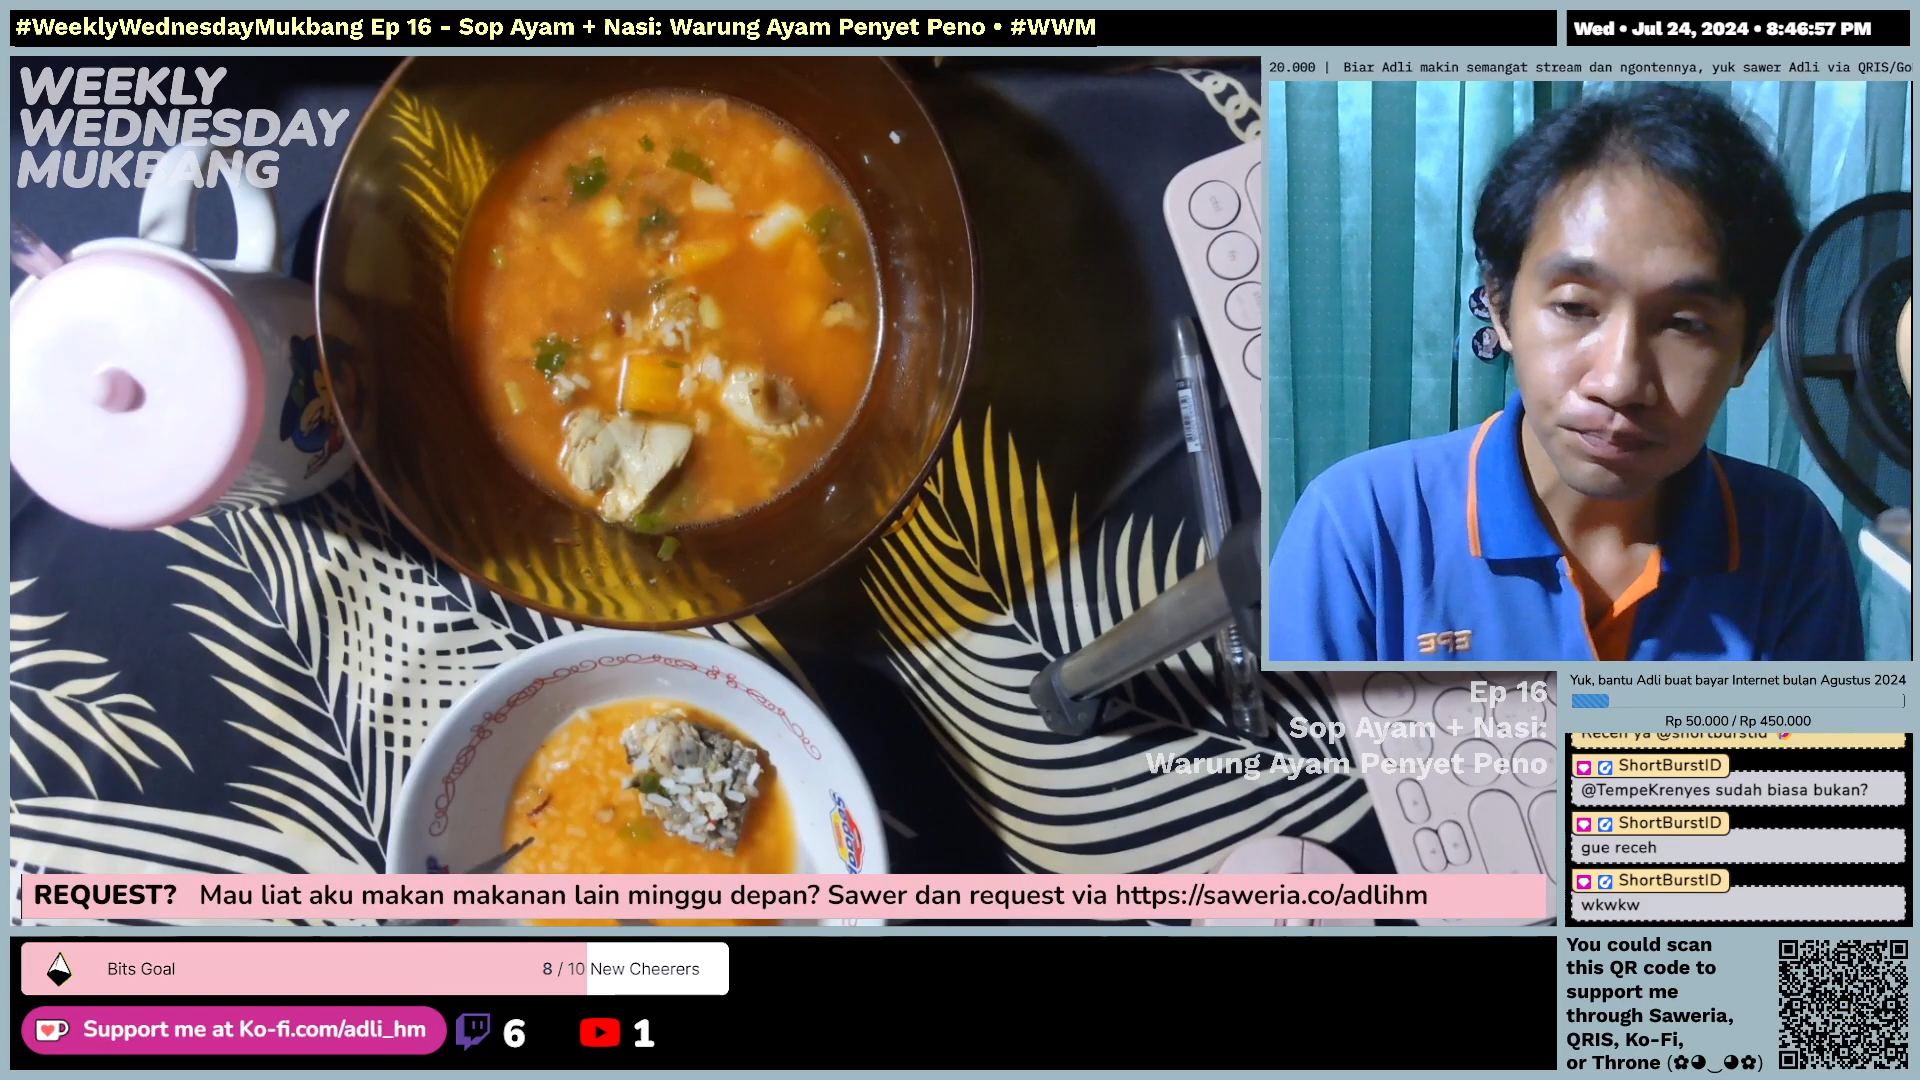 #WeeklyWednesdayMukbang Ep 16 - Sop Ayam + Nasi: Warung Ayam Penyet Peno • #WWM
Wed • Jul 24, 2024 • 8:46:57 PM
20.000 | Biar Adli makin semangat stream dan ngontennya, yuk sawer Adli via QRIS/Go
WEEKLY
WEDNESDAY
MUKBANG
ctrl
fn
393
Ep 16
Sop Ayam + Nasi:
Warung Ayam Penyet Peno
Yuk, bantu Adli buat bayar Internet bulan Agustus 2024
Rp 50.000 / Rp 450.000
Receh ya @shortburstid
ShortBurstID
@TempeKrenyes sudah biasa bukan?
ShortBurstID
gue receh
ShortBurstID
wkwkw
REQUEST? Mau liat aku makan makanan lain minggu depan? Sawer dan request via https://saweria.co/adlihm
Bits Goal
8 / 10 New Cheerers
Support me at Ko-fi.com/adli_hm
6
1
You could scan
this QR code to
support me
through Saweria,
QRIS, Ko-Fi,
or Throne (✿◕‿◕✿)